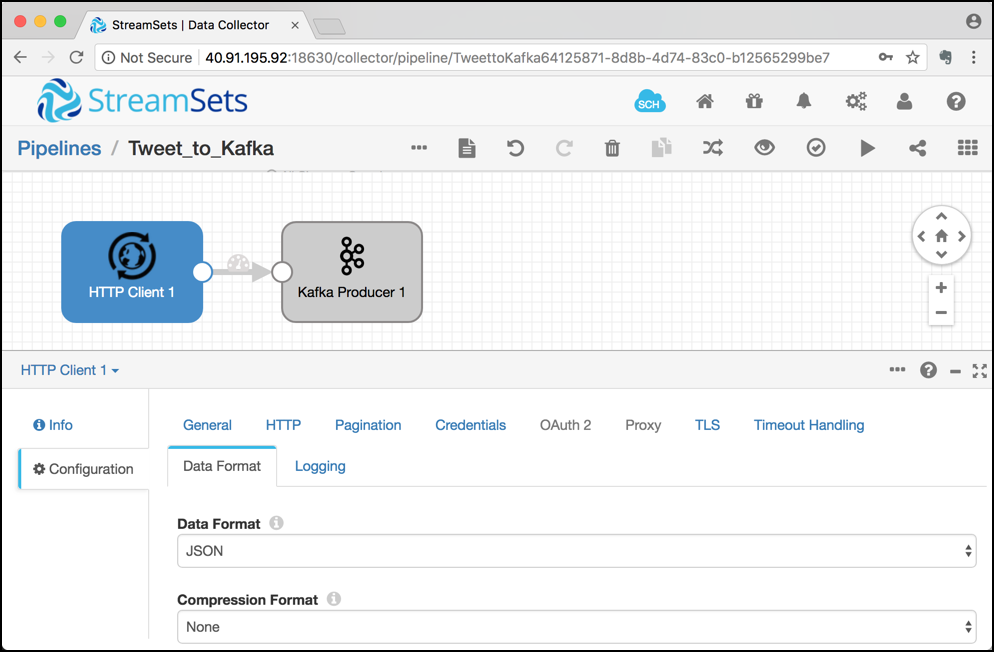 StreamSets | Data Collector
Not Secure 40.91.195.92:18630/collector/pipeline/TweettoKafka64125871-8d8b-4d74-83c0-b12565299be7
StreamSets
SCH
Pipelines / Tweet_to_Kafka
HTTP Client 1
Kafka Producer 1
HTTP Client 1
Info
General HTTP Pagination Credentials OAuth 2 Proxy TLS Timeout Handling
Configuration
Data Format Logging
Data Format
JSON
Compression Format
None